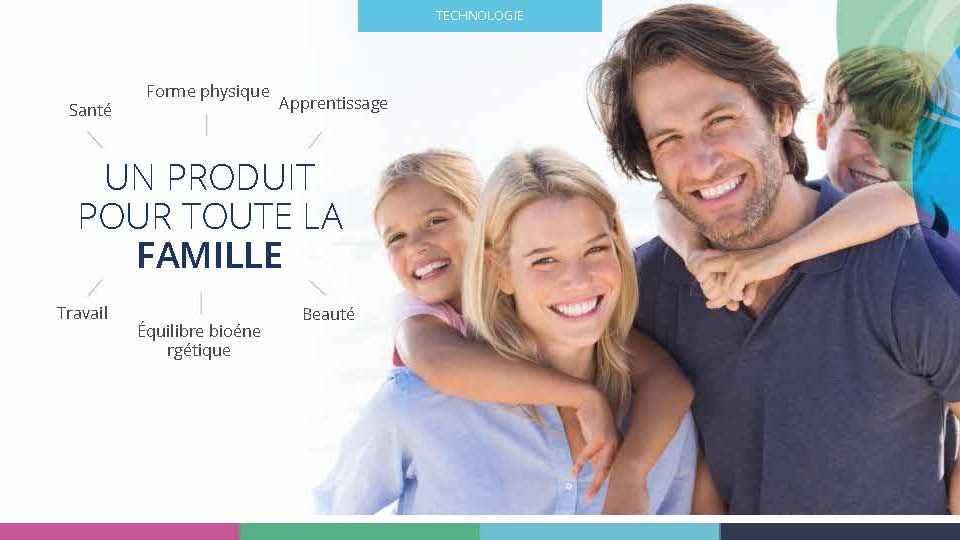 TECHNOLOGIE
Forme physique
Santé
Apprentissage
UN PRODUIT
POUR TOUTE LA
FAMILLE
Travail
Équilibre bioéne
rgétique
Beauté